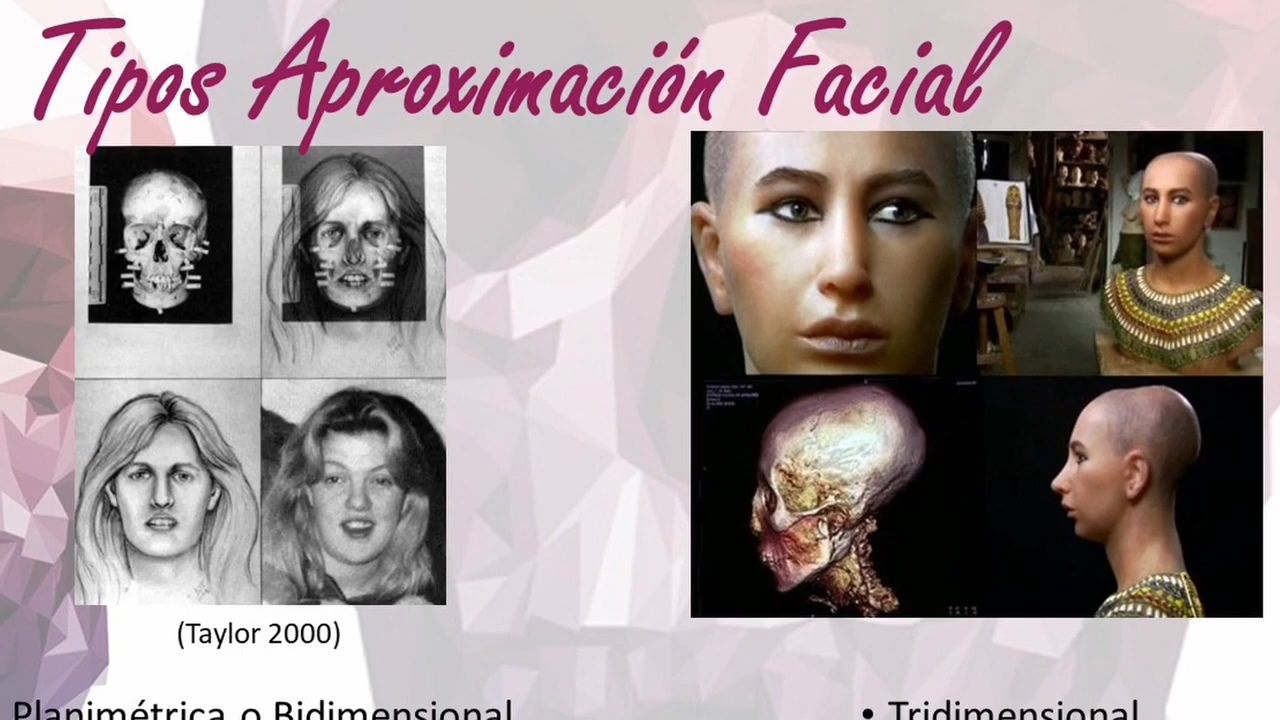 Tipos Aproximación Facial
(Taylor 2000)
Planimétrica o Bidimensional
• Tridimensional